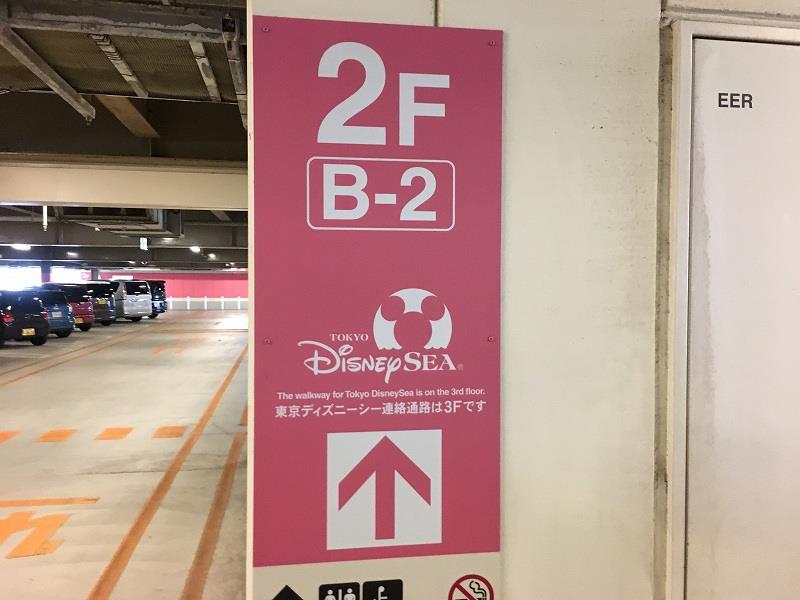 2F
B-2
TOKYO
DISNEYSEA®
The walkway for Tokyo DisneySea is on the 3rd floor.
東京ディズニーシー連絡通路は3Fです
EER